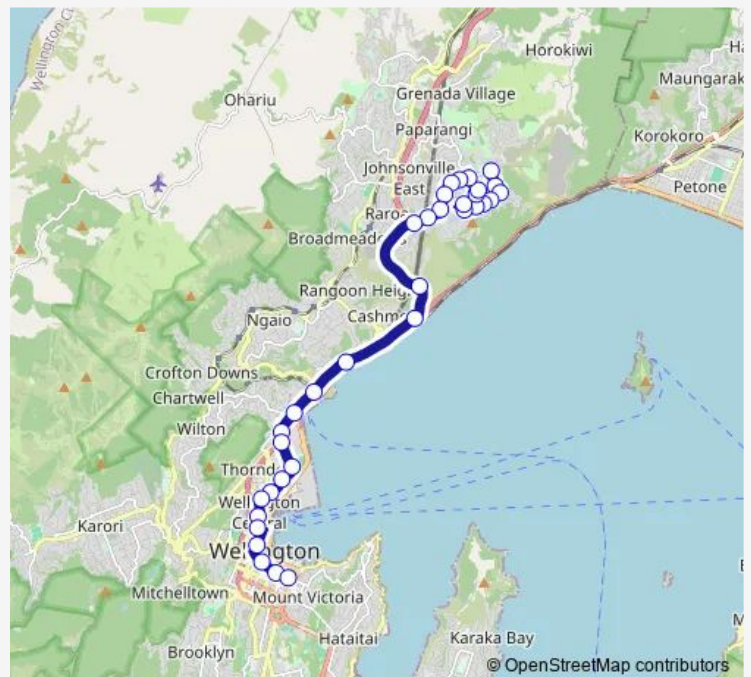 Wellington C
Horokiwi
Ohariu
Grenada Village
Maungarak
Paparangi
Korokoro
Johnsonville
East
Petone
Raroa
Broadmeado
Rangoon Heig
Ngaio
Cashm
Crofton Downs
Chartwell
Wilton
Thornd
Karori
Central
Mitchelltown
Mount Victoria
Hataitai
Brooklyn
Karaka Bay
© OpenStreetMap contributors